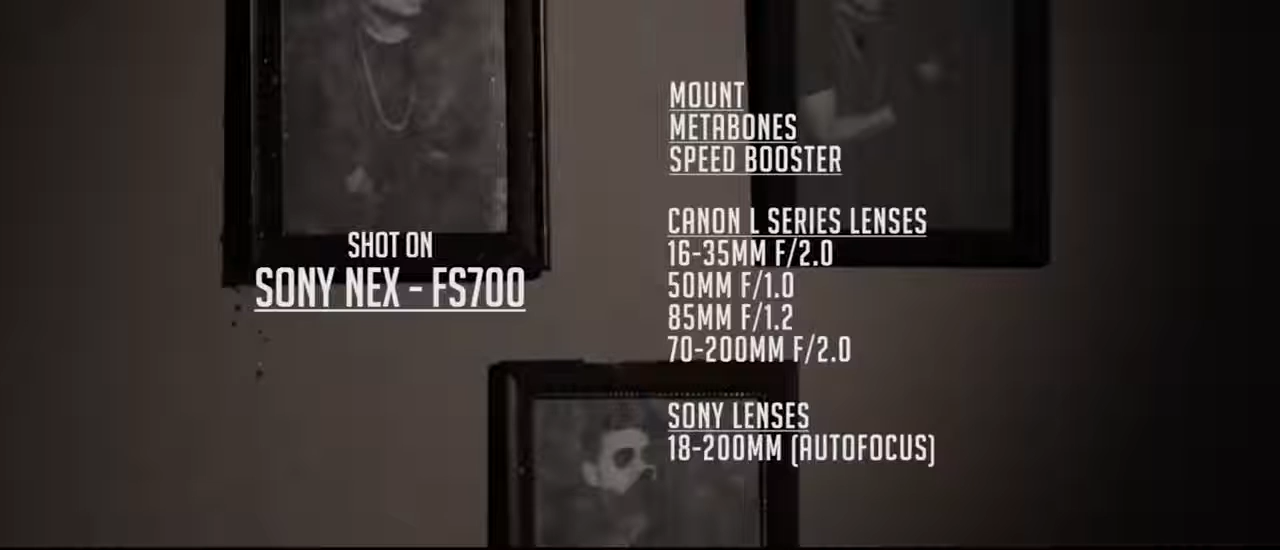 SHOT ON
SONY NEX - FS700
MOUNT
METABONES
SPEED BOOSTER
CANON L SERIES LENSES
16-35MM F/2.0
50MM F/1.0
85MM F/1.2
70-200MM F/2.0
SONY LENSES
18-200MM (AUTOFOCUS)